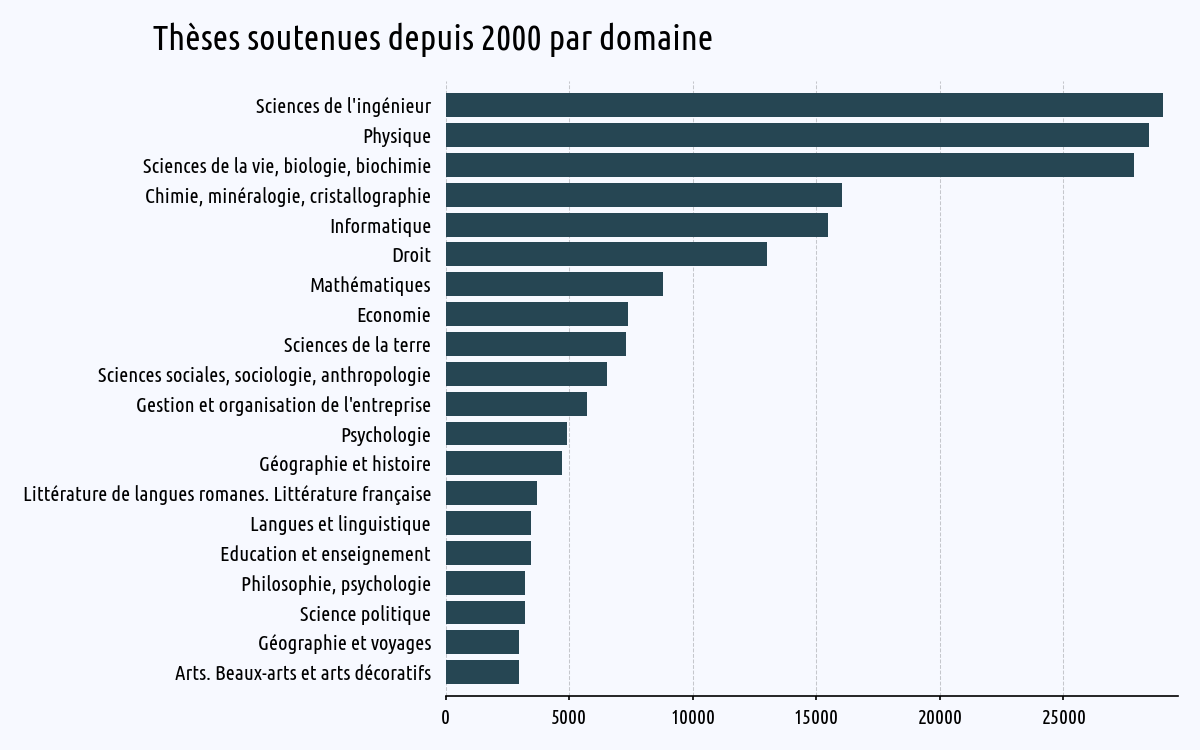 Thèses soutenues depuis 2000 par domaine
Sciences de l'ingénieur
Physique
Sciences de la vie, biologie, biochimie
Chimie, minéralogie, cristallographie
Informatique
Droit
Mathématiques
Economie
Sciences de la terre
Sciences sociales, sociologie, anthropologie
Gestion et organisation de l'entreprise
Psychologie
Géographie et histoire
Littérature de langues romanes. Littérature française
Langues et linguistique
Education et enseignement
Philosophie, psychologie
Science politique
Géographie et voyages
Arts. Beaux-arts et arts décoratifs
0 5000 10000 15000 20000 25000